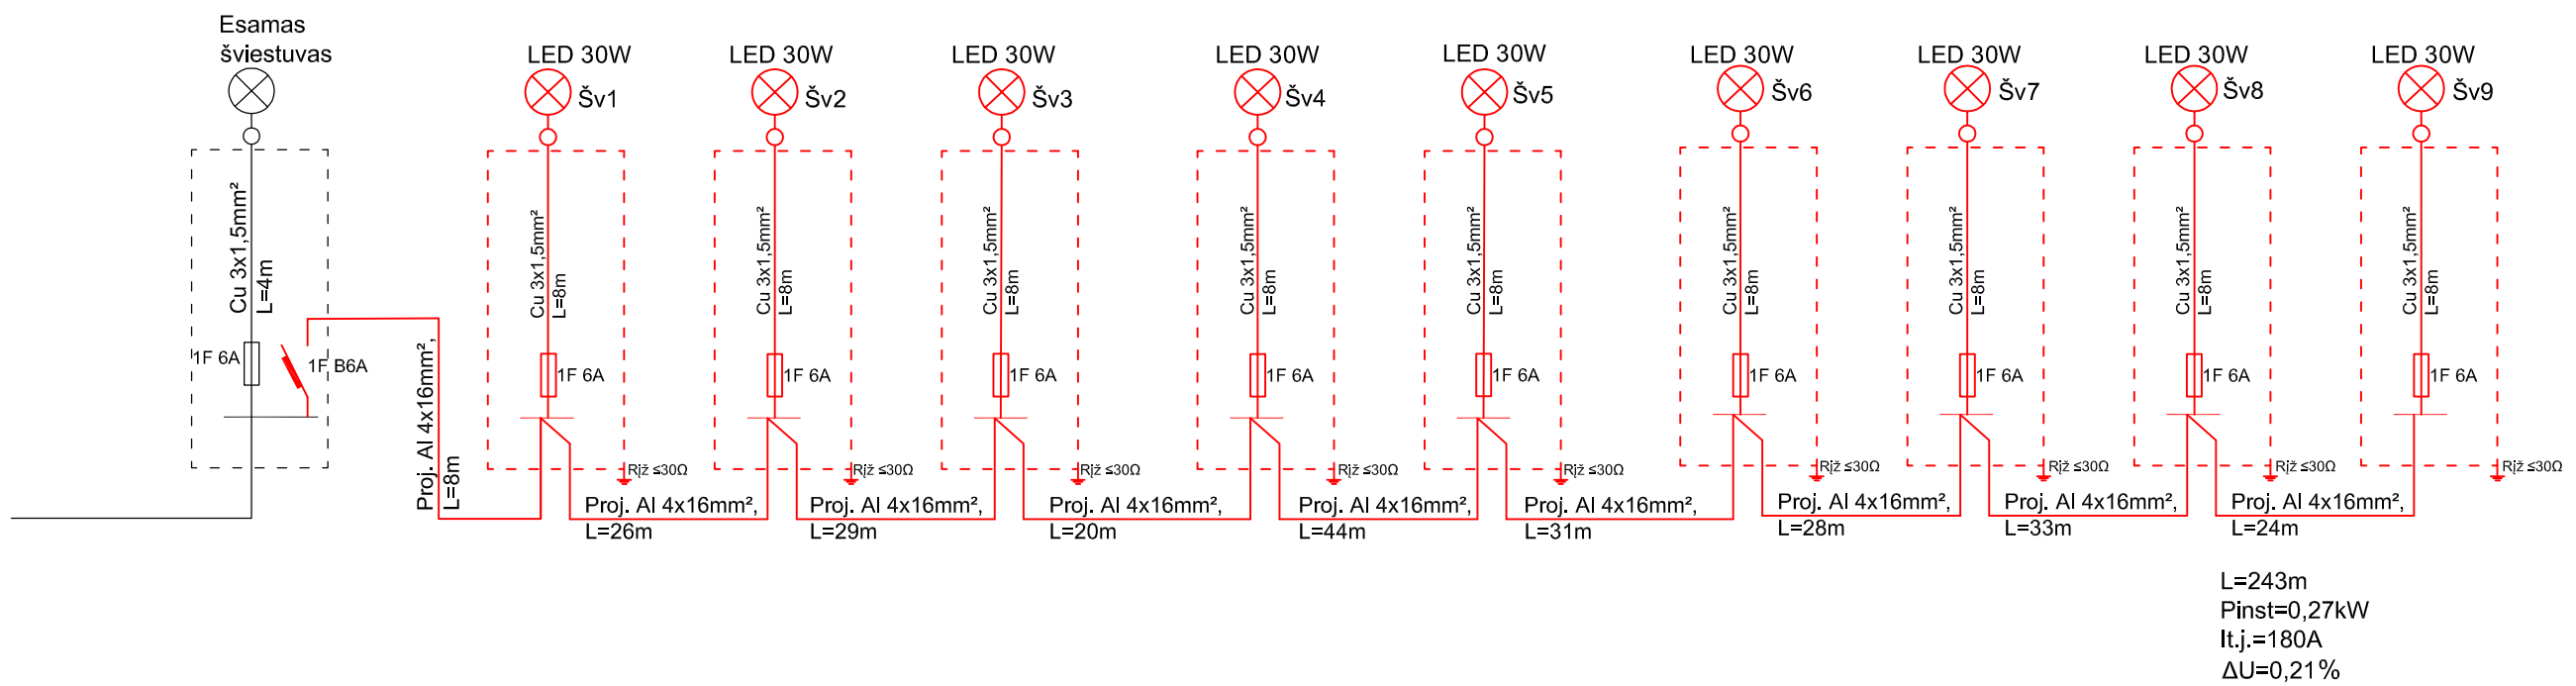 Esamas
šviestuvas
Cu 3x1,5mm²
L=4m
1F 6A
1F B6A
Proj. Al 4x16mm²,
L=8m
LED 30W
Šv1
Cu 3x1,5mm²
L=8m
1F 6A
Rįž ≤30Ω
Proj. Al 4x16mm²,
L=26m
LED 30W
Šv2
Cu 3x1,5mm²
L=8m
1F 6A
Rįž ≤30Ω
Proj. Al 4x16mm²,
L=29m
LED 30W
Šv3
Cu 3x1,5mm²
L=8m
1F 6A
Rįž ≤30Ω
Proj. Al 4x16mm²,
L=20m
LED 30W
Šv4
Cu 3x1,5mm²
L=8m
1F 6A
Rįž ≤30Ω
Proj. Al 4x16mm²,
L=44m
LED 30W
Šv5
Cu 3x1,5mm²
L=8m
1F 6A
Rįž ≤30Ω
Proj. Al 4x16mm²,
L=31m
LED 30W
Šv6
Cu 3x1,5mm²
L=8m
1F 6A
Rįž ≤30Ω
Proj. Al 4x16mm²,
L=28m
LED 30W
Šv7
Cu 3x1,5mm²
L=8m
1F 6A
Rįž ≤30Ω
Proj. Al 4x16mm²,
L=33m
LED 30W
Šv8
Cu 3x1,5mm²
L=8m
1F 6A
Rįž ≤30Ω
Proj. Al 4x16mm²,
L=24m
LED 30W
Šv9
Cu 3x1,5mm²
L=8m
1F 6A
Rįž ≤30Ω
L=243m
Pinst=0,27kW
It.j.=180A
ΔU=0,21%